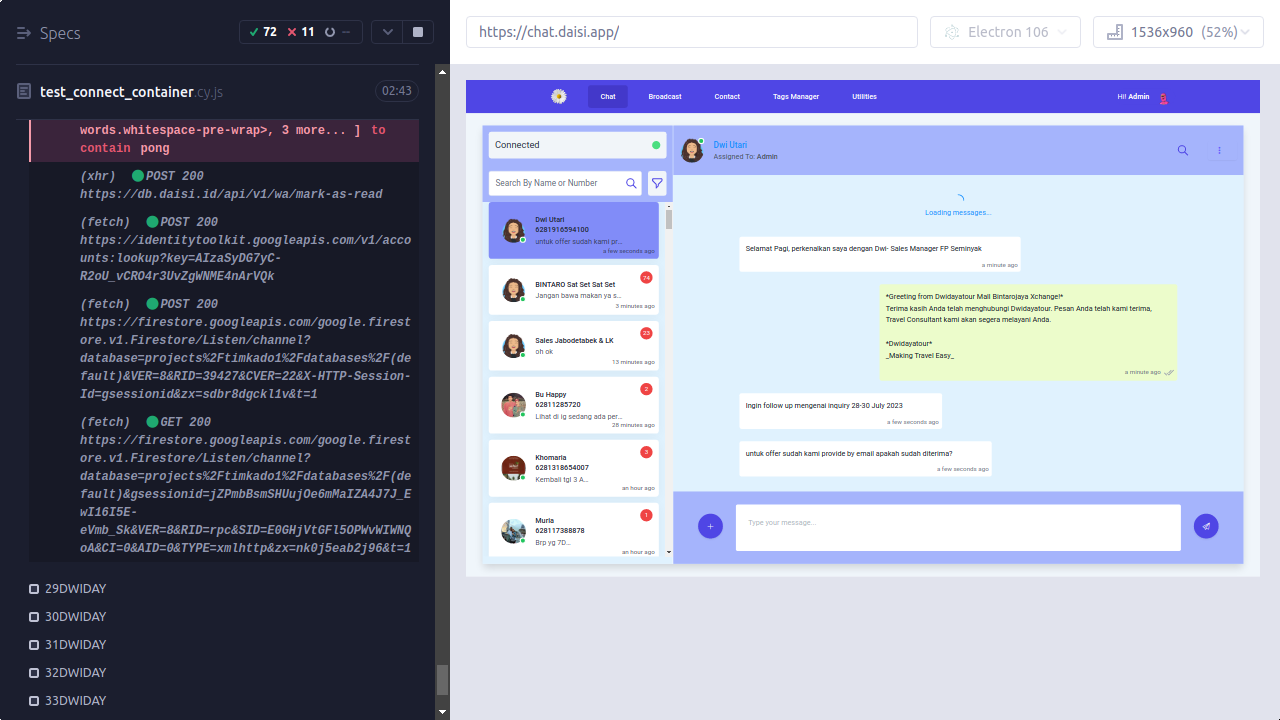 Specs
72
11
--
test_connect_container.cy.js
02:43
words.whitespace-pre-wrap>, 3 more... ] to
contain pong
(xhr) POST 200
https://db.daisi.id/api/v1/wa/mark-as-read
(fetch) POST 200
https://identitytoolkit.googleapis.com/v1/acco
unts:lookup?key=AIzaSyDG7yC-
R2oU_vCRO4r3UvZgWNME4nArVQk
(fetch) POST 200
https://firestore.googleapis.com/google.firest
ore.v1.Firestore/Listen/channel?
database=projects%2Ftimkado1%2Fdatabases%2F(de
fault)&VER=8&RID=39427&CVER=22&X-HTTP-Session-
Id=gsessionid&zx=sdbr8dgckl1v&t=1
(fetch) GET 200
https://firestore.googleapis.com/google.firest
ore.v1.Firestore/Listen/channel?
database=projects%2Ftimkado1%2Fdatabases%2F(de
fault)&gsessionid=jZPmbBsmSHUujOe6mMaIZA4J7J_E
wI16I5E-
eVmb_Sk&VER=8&RID=rpc&SID=E0GHjVtGFl5OPWvWIWNQ
oA&CI=0&AID=0&TYPE=xmlhttp&zx=nk0j5eab2j96&t=1
29DWIDAY
30DWIDAY
31DWIDAY
32DWIDAY
33DWIDAY
https://chat.daisi.app/
Electron 106
1536x960 (52%)
Chat
Broadcast
Contact
Tags Manager
Utilities
Hi! Admin
Connected
Search By Name or Number
Dwi Utari
6281916594100
untuk offer sudah kami pr...
a few seconds ago
BINTARO Sat Set Sat Set
74
Jangan bawa makan ya s...
3 minutes ago
Sales Jabodetabek & LK
23
oh ok
13 minutes ago
Bu Happy
2
62811285720
Lihat di ig sedang ada per...
28 minutes ago
Khomaria
3
6281318654007
Kembali tgl 3 A...
an hour ago
Muria
1
628117388878
Brp yg 7D...
an hour ago
Dwi Utari
Assigned To: Admin
Loading messages...
Selamat Pagi, perkenalkan saya dengan Dwi- Sales Manager FP Seminyak
a minute ago
*Greeting from Dwidayatour Mall Bintarojaya Xchange!*
Terima kasih Anda telah menghubungi Dwidayatour. Pesan Anda telah kami terima,
Travel Consultant kami akan segera melayani Anda.
*Dwidayatour*
_Making Travel Easy_
a minute ago
Ingin follow up mengenai inquiry 28-30 July 2023
a few seconds ago
untuk offer sudah kami provide by email apakah sudah diterima?
a few seconds ago
Type your message...